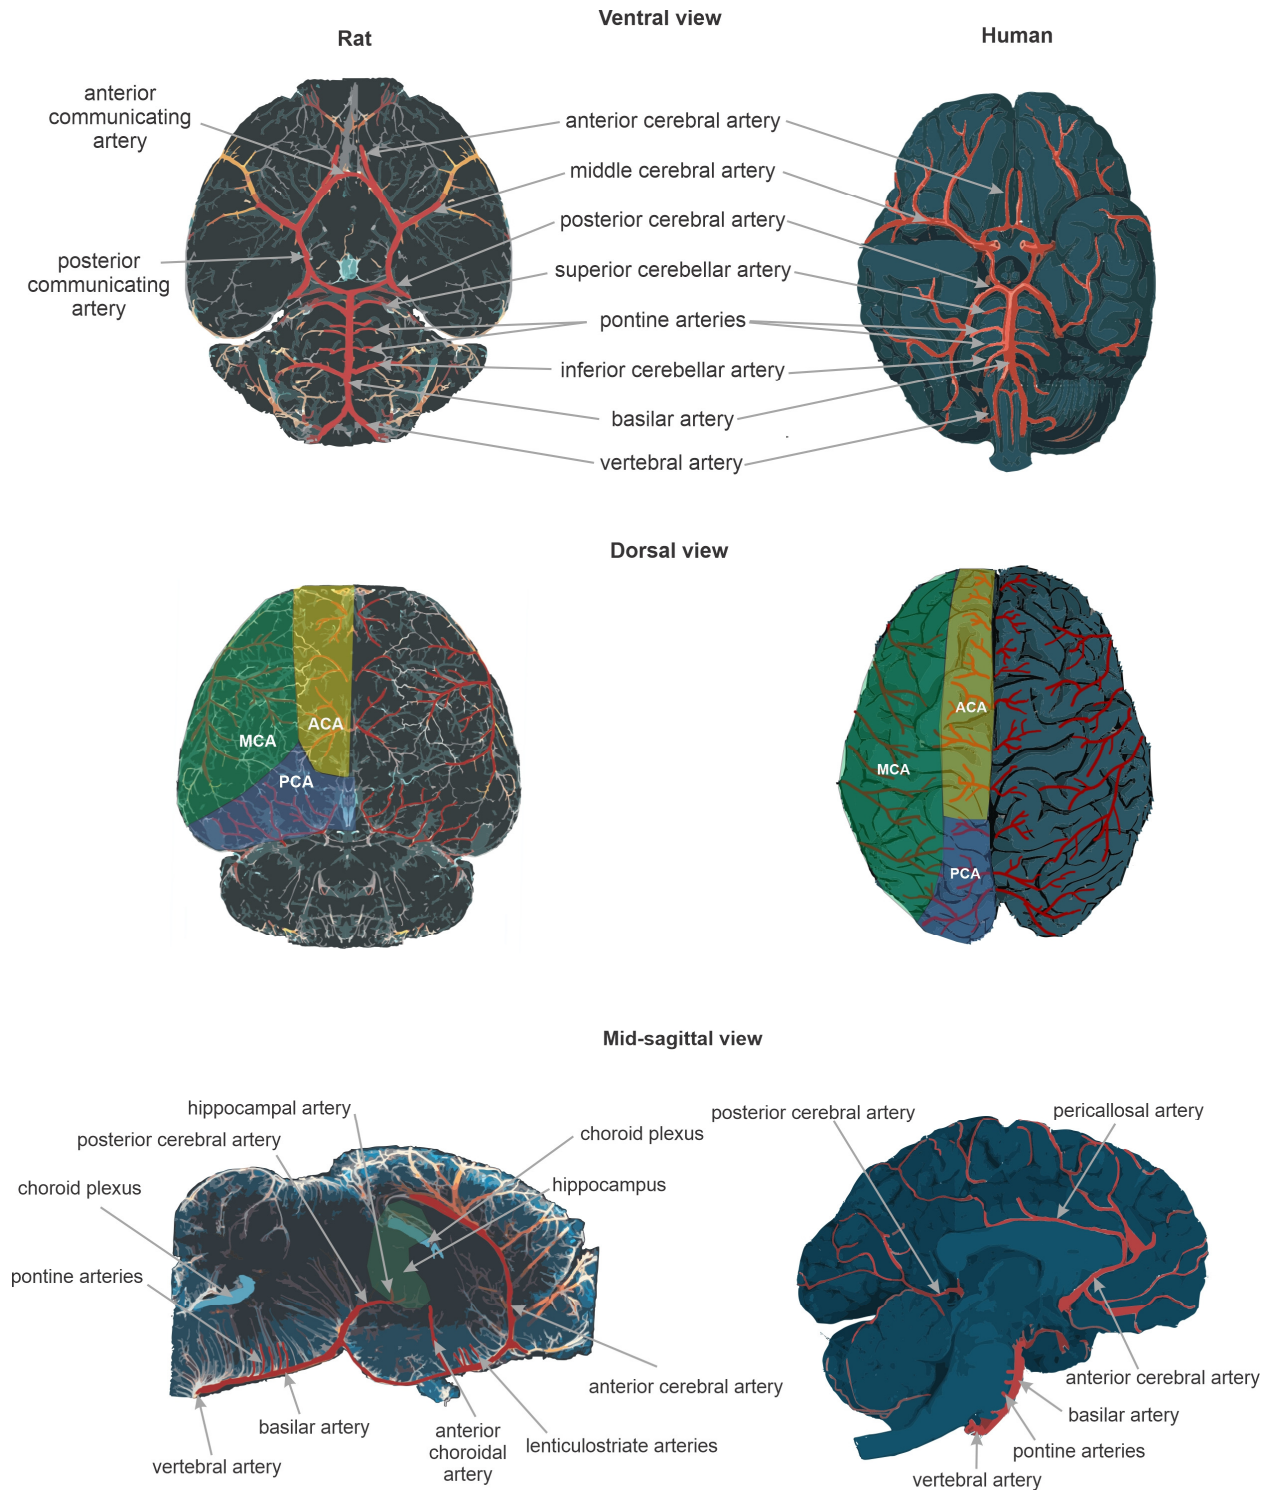 Ventral view
Rat
Human
anterior
communicating
artery
anterior cerebral artery
middle cerebral artery
posterior cerebral artery
posterior
communicating
artery
superior cerebellar artery
pontine arteries
inferior cerebellar artery
basilar artery
vertebral artery
Dorsal view
ACA
MCA
PCA
ACA
MCA
PCA
Mid-sagittal view
hippocampal artery
posterior cerebral artery
choroid plexus
pontine arteries
choroid plexus
hippocampus
anterior cerebral artery
basilar artery
vertebral artery
anterior
choroidal
artery
lenticulostriate arteries
posterior cerebral artery
pericallosal artery
anterior cerebral artery
basilar artery
pontine arteries
vertebral artery